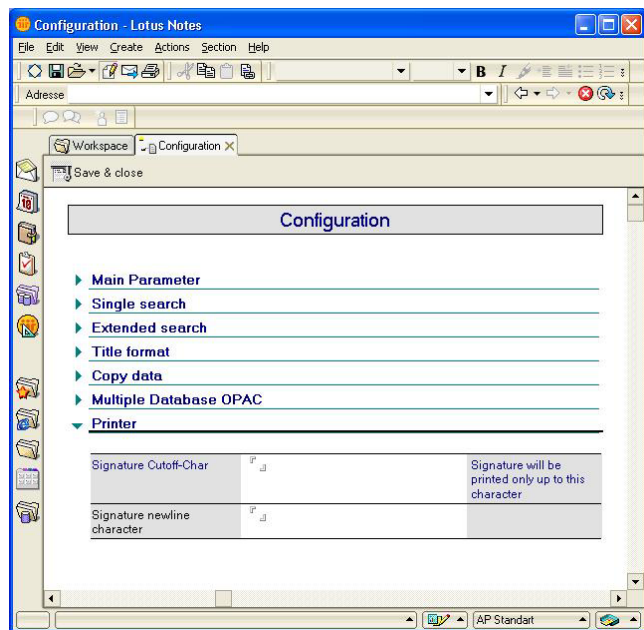 Configuration - Lotus Notes
File Edit View Create Actions Section Help
B I
Adresse
Workspace Configuration
Save & close
18
Configuration
Main Parameter
Single search
Extended search
Title format
Copy data
Multiple Database OPAC
Printer
Signature Cutoff-Char
Signature will be
printed only up to this
character
Signature newline
character
AP Standart